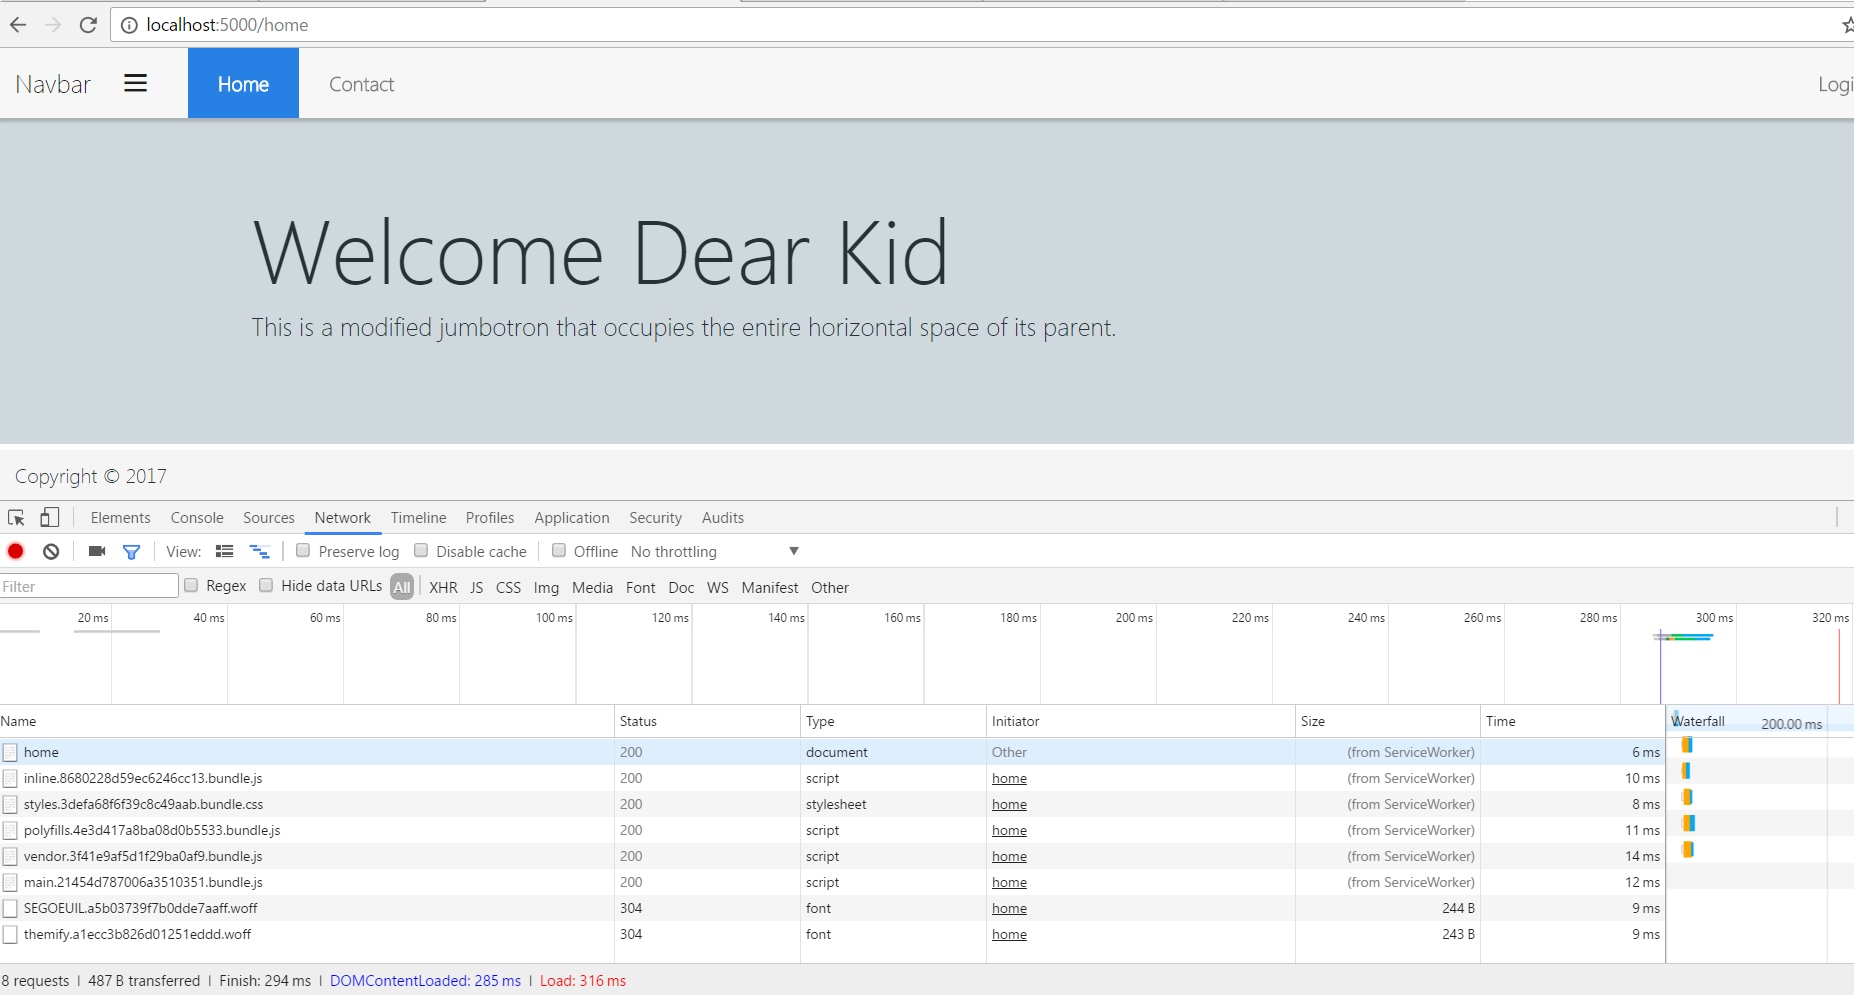 localhost:5000/home
Navbar Home Contact Logi
Welcome Dear Kid
This is a modified jumbotron that occupies the entire horizontal space of its parent.
Copyright © 2017
Elements Console Sources Network Timeline Profiles Application Security Audits
View: Preserve log Disable cache Offline No throttling ▼
Filter Regex Hide data URLs All XHR JS CSS Img Media Font Doc WS Manifest Other
20 ms 40 ms 60 ms 80 ms 100 ms 120 ms 140 ms 160 ms 180 ms 200 ms 220 ms 240 ms 260 ms 280 ms 300 ms 320 ms
Name Status Type Initiator Size Time Waterfall 200.00 ms
home 200 document Other (from ServiceWorker) 6 ms
inline.8680228d59ec6246cc13.bundle.js 200 script home (from ServiceWorker) 10 ms
styles.3defa68f6f39c8c49aab.bundle.css 200 stylesheet home (from ServiceWorker) 8 ms
polyfills.4e3d417a8ba08d0b5533.bundle.js 200 script home (from ServiceWorker) 11 ms
vendor.3f41e9af5d1f29ba0af9.bundle.js 200 script home (from ServiceWorker) 14 ms
main.21454d787006a3510351.bundle.js 200 script home (from ServiceWorker) 12 ms
SEGOEUIL.a5b03739f7b0dde7aaff.woff 304 font home 244 B 9 ms
themify.a1ecc3b826d01251eddd.woff 304 font home 243 B 9 ms
8 requests | 487 B transferred | Finish: 294 ms | DOMContentLoaded: 285 ms | Load: 316 ms